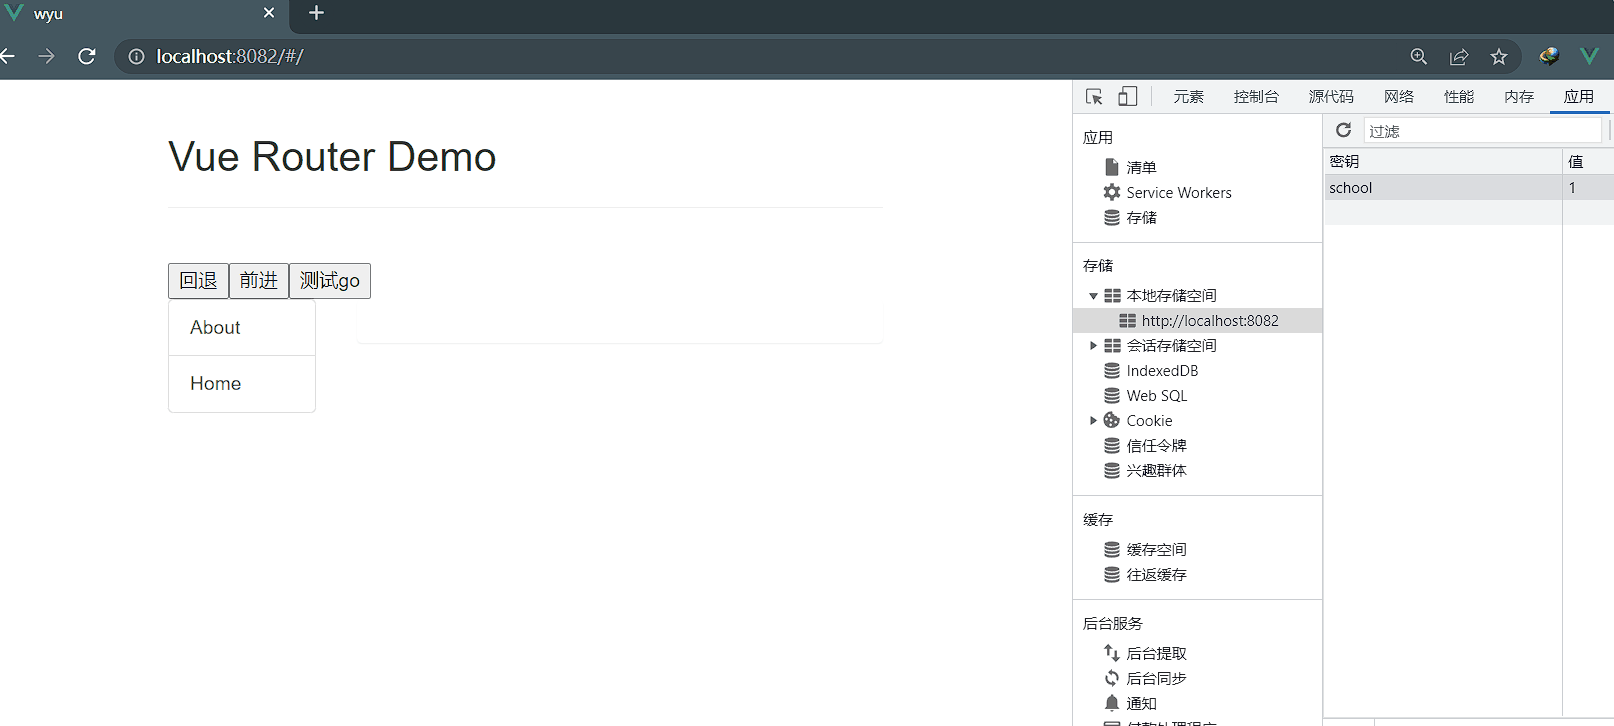 wyu
localhost:8082/#/
Vue Router Demo
回退 前进 测试go
About
Home
元素 控制台 源代码 网络 性能 内存 应用
应用
清单
Service Workers
存储
存储
本地存储空间
http://localhost:8082
会话存储空间
IndexedDB
Web SQL
Cookie
信任令牌
兴趣群体
缓存
缓存空间
往返缓存
后台服务
后台提取
后台同步
通知
过滤
密钥 值
school 1